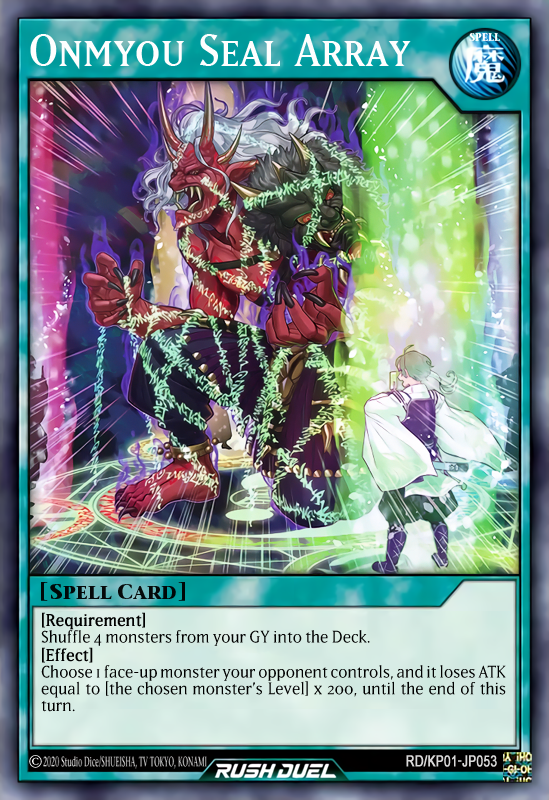 Onmyou Seal Array
SPELL
魔
[Spell Card]
[Requirement]
Shuffle 4 monsters from your GY into the Deck.
[Effect]
Choose 1 face-up monster your opponent controls, and it loses ATK
equal to [the chosen monster's Level] x 200, until the end of this
turn.
©2020 Studio Dice/SHUEISHA, TV TOKYO, KONAMI
RUSH DUEL
RD/KP01-JP053